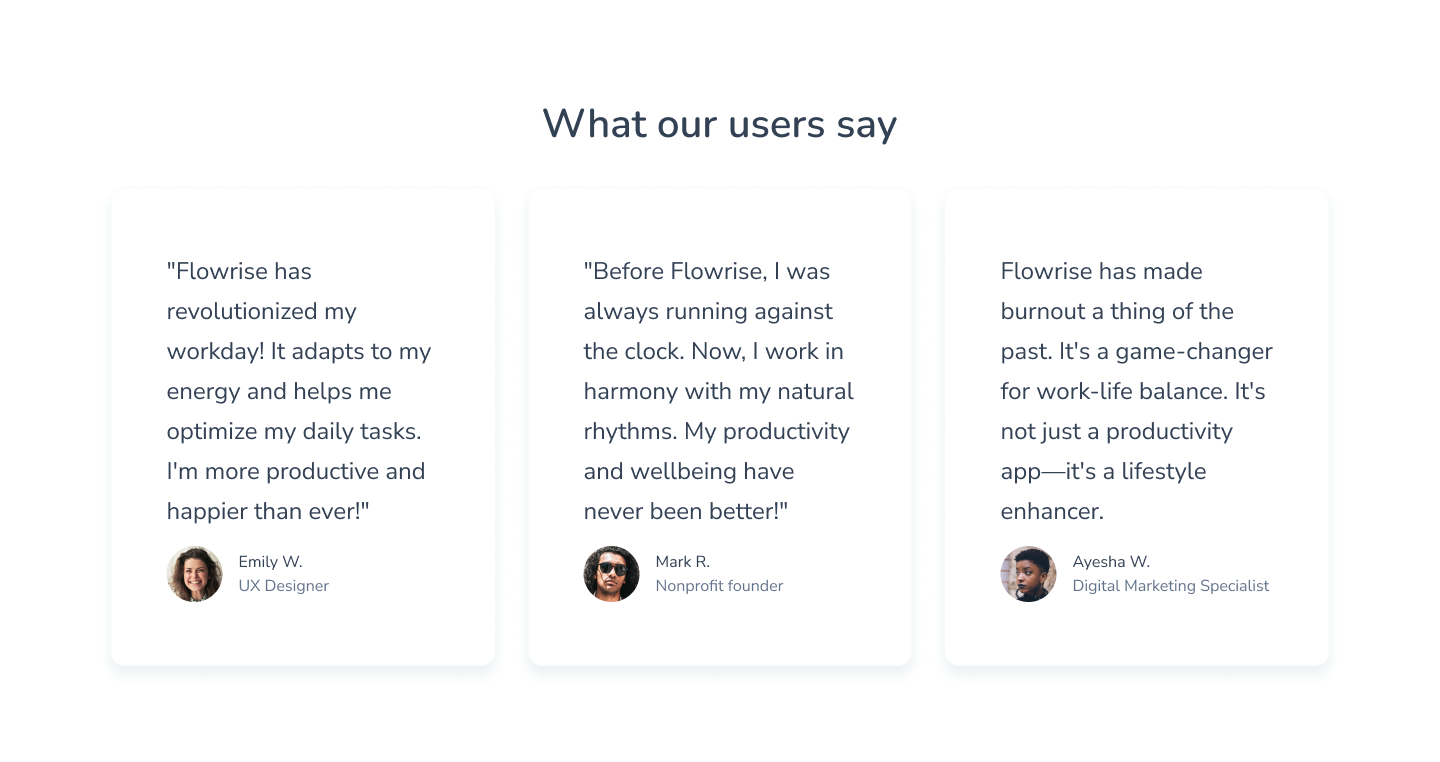 What our users say
"Flowrise has
revolutionized my
workday! It adapts to my
energy and helps me
optimize my daily tasks.
I'm more productive and
happier than ever!"
Emily W.
UX Designer
"Before Flowrise, I was
always running against
the clock. Now, I work in
harmony with my natural
rhythms. My productivity
and wellbeing have
never been better!"
Mark R.
Nonprofit founder
Flowrise has made
burnout a thing of the
past. It's a game-changer
for work-life balance. It's
not just a productivity
app—it's a lifestyle
enhancer.
Ayesha W.
Digital Marketing Specialist